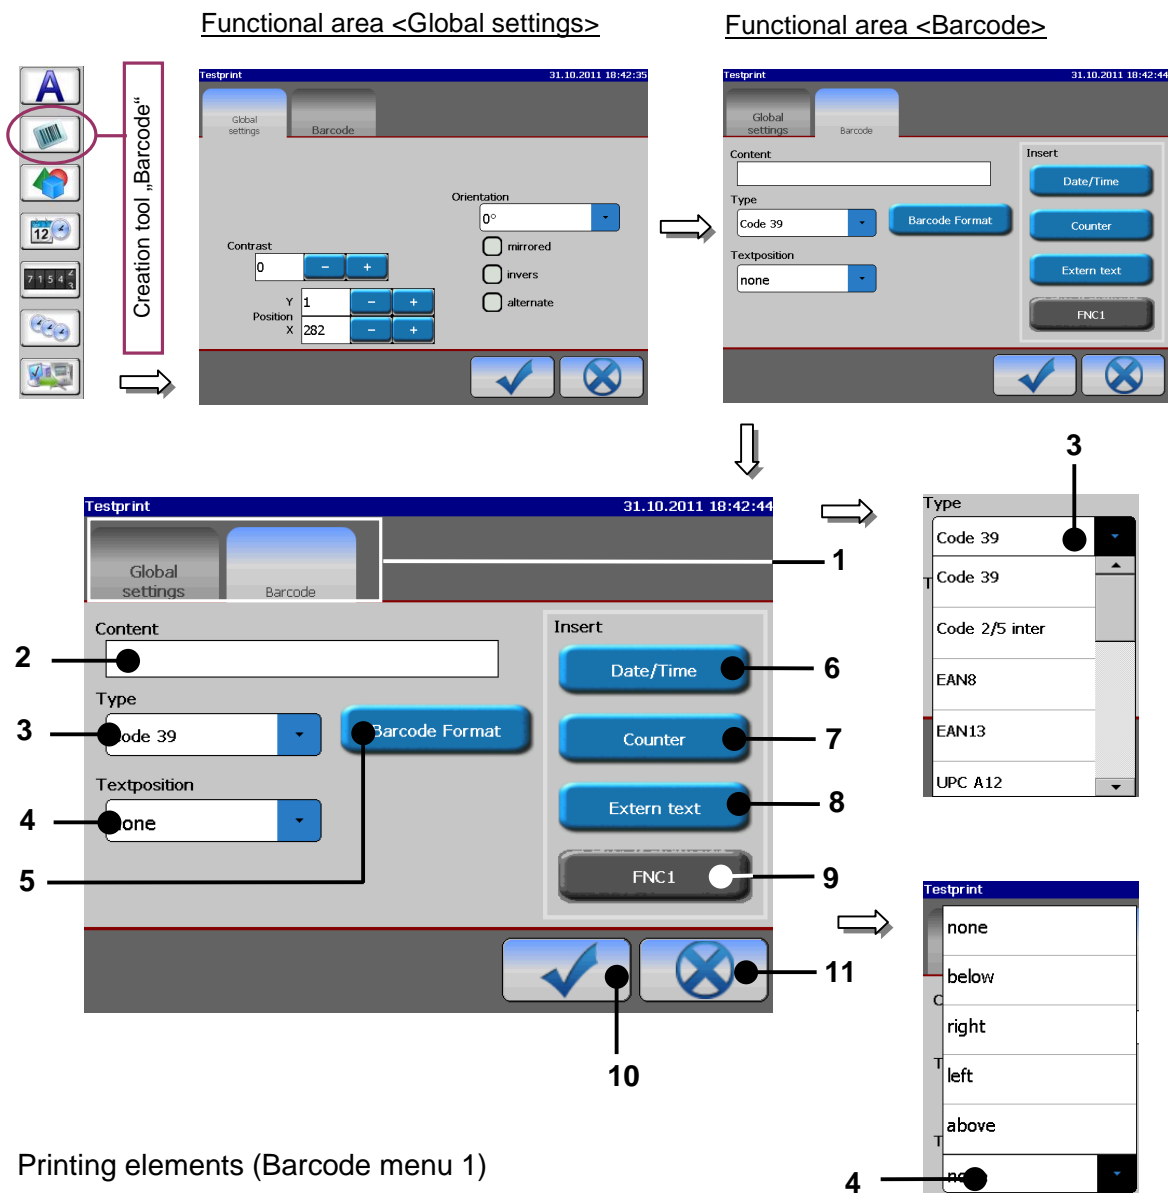 Functional area <Global settings>
Functional area <Barcode>
A
12
7 1 5 4 2 3
Creation tool „Barcode“
Testprint 31.10.2011 18:42:35
Global
settings
Barcode
Orientation
0°
mirrored
invers
alternate
Contrast
0 - +
Y 1 - +
Position
X 282 - +
Testprint 31.10.2011 18:42:44
Global
settings
Barcode
Content
Type
Code 39
Barcode Format
Textposition
none
Insert
Date/Time
Counter
Extern text
FNC1
Testprint 31.10.2011 18:42:44
Global
settings
Barcode
1
Content
2
Type
3
ode 39
Barcode Format
Textposition
4
one
5
Insert
Date/Time
6
Counter
7
Extern text
8
FNC1
9
10
11
3
Type
Code 39
T
Code 39
Code 2/5 inter
EAN8
EAN13
UPC A12
Testprint
none
below
C
right
T
left
above
T
4
Printing elements (Barcode menu 1)